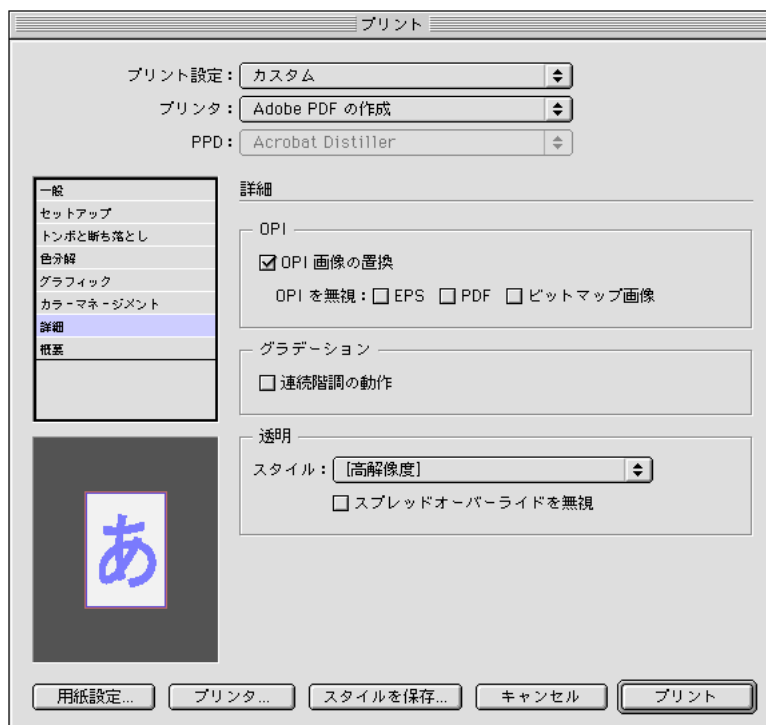 プリント
プリント設定： カスタム
プリンタ： Adobe PDF の作成
PPD： Acrobat Distiller
一般
セットアップ
トンボと断ち落とし
色分解
グラフィック
カラーマネージメント
詳細
概要
詳細
OPI
OPI 画像の置換
OPI を無視： EPS PDF ビットマップ画像
グラデーション
連続階調の動作
透明
スタイル： [高解像度]
スプレッドオーバーライドを無視
あ
用紙設定... プリンタ... スタイルを保存... キャンセル プリント